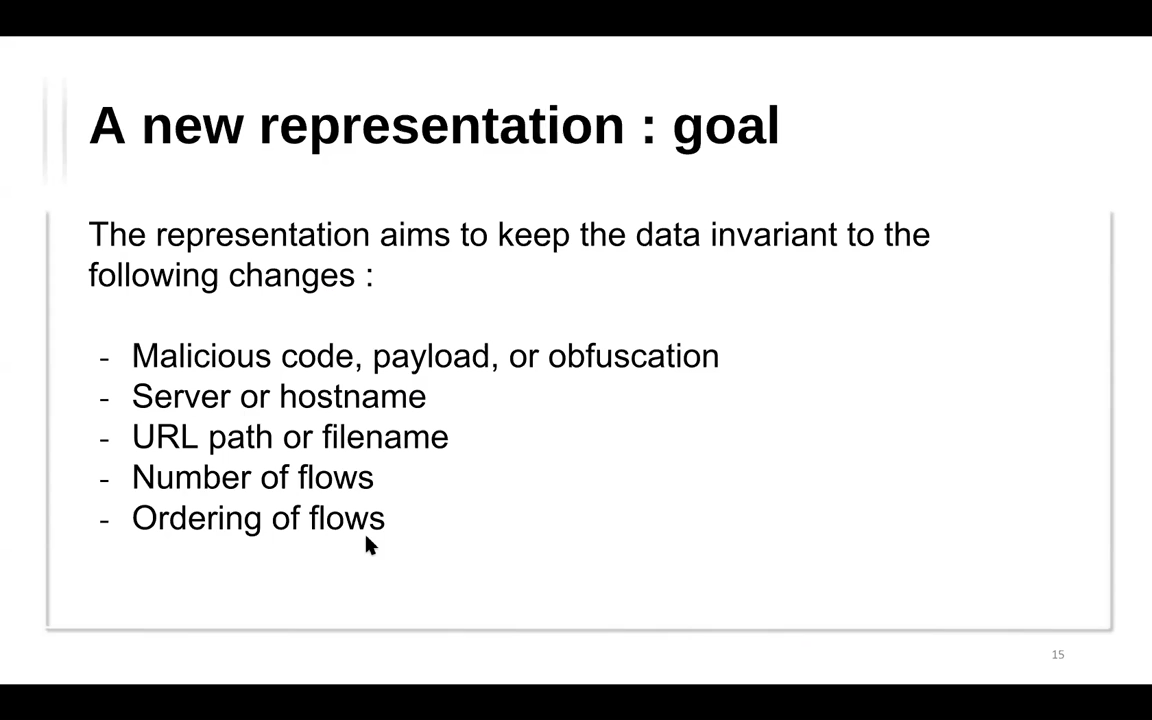 A new representation : goal
The representation aims to keep the data invariant to the
following changes :
- Malicious code, payload, or obfuscation
- Server or hostname
- URL path or filename
- Number of flows
- Ordering of flows
15